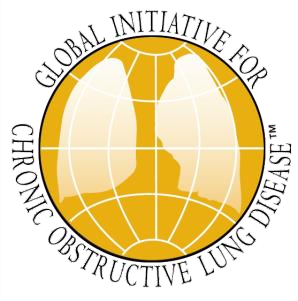 GLOBAL INITIATIVE FOR
CHRONIC OBSTRUCTIVE LUNG DISEASE™